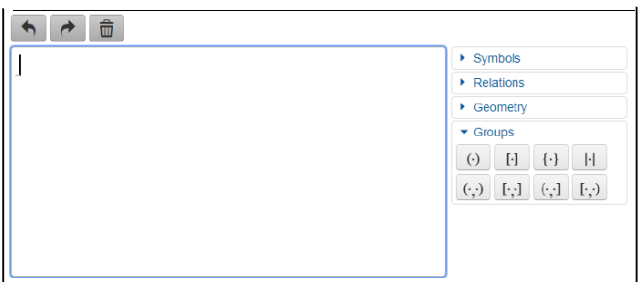 Symbols
Relations
Geometry
Groups
(·) [·] {·} |·|
(·,·) [·,·] (·,·] [·,·)